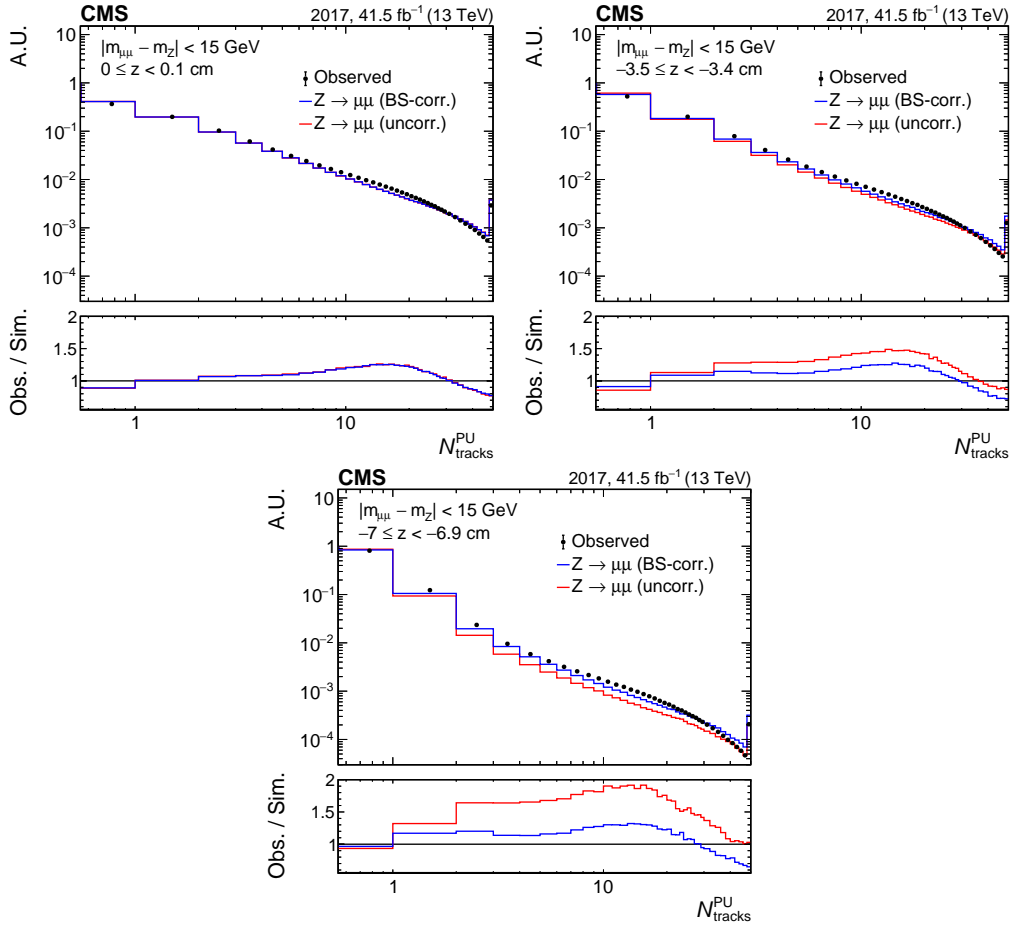 CMS 2017, 41.5 fb⁻¹ (13 TeV)
A.U.
|m_μμ − m_Z| < 15 GeV
0 ≤ z < 0.1 cm
Observed
Z → μμ (BS-corr.)
Z → μμ (uncorr.)
10
1
10⁻¹
10⁻²
10⁻³
10⁻⁴
Obs. / Sim.
2
1.5
1
1 10
N_tracks^PU
CMS 2017, 41.5 fb⁻¹ (13 TeV)
A.U.
|m_μμ − m_Z| < 15 GeV
−3.5 ≤ z < −3.4 cm
Observed
Z → μμ (BS-corr.)
Z → μμ (uncorr.)
10
1
10⁻¹
10⁻²
10⁻³
10⁻⁴
Obs. / Sim.
2
1.5
1
1 10
N_tracks^PU
CMS 2017, 41.5 fb⁻¹ (13 TeV)
A.U.
|m_μμ − m_Z| < 15 GeV
−7 ≤ z < −6.9 cm
Observed
Z → μμ (BS-corr.)
Z → μμ (uncorr.)
10
1
10⁻¹
10⁻²
10⁻³
10⁻⁴
Obs. / Sim.
2
1.5
1
1 10
N_tracks^PU